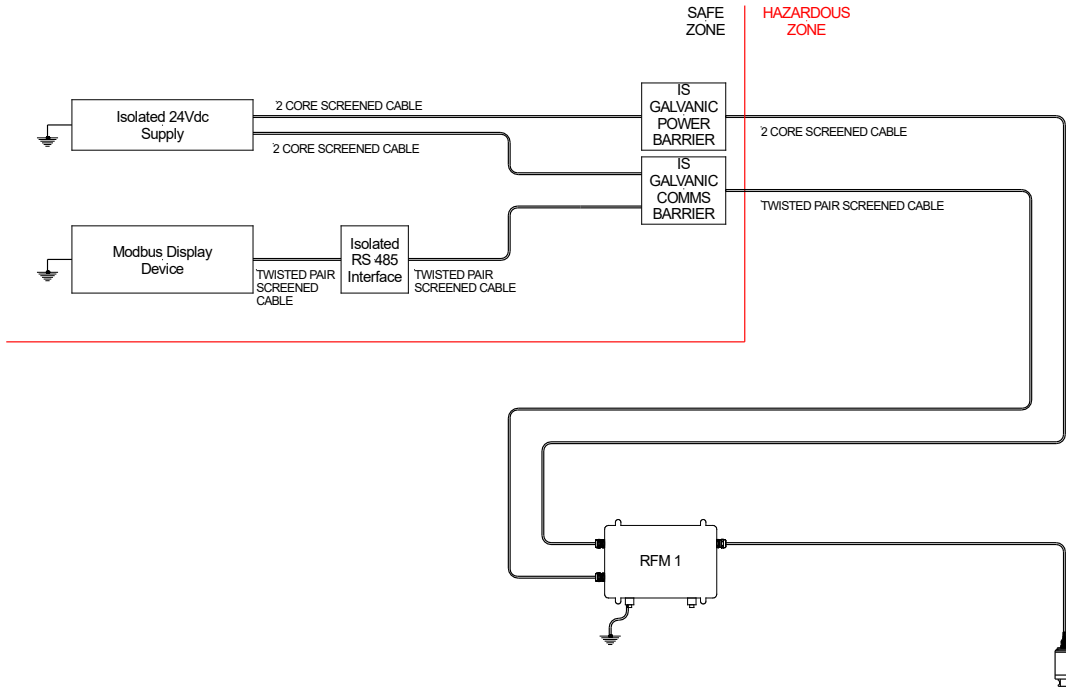 SAFE
ZONE
HAZARDOUS
ZONE
Isolated 24Vdc
Supply
2 CORE SCREENED CABLE
2 CORE SCREENED CABLE
IS
GALVANIC
POWER
BARRIER
2 CORE SCREENED CABLE
IS
GALVANIC
COMMS
BARRIER
TWISTED PAIR SCREENED CABLE
Modbus Display
Device
TWISTED PAIR
SCREENED
CABLE
Isolated
RS 485
Interface
TWISTED PAIR
SCREENED CABLE
RFM 1